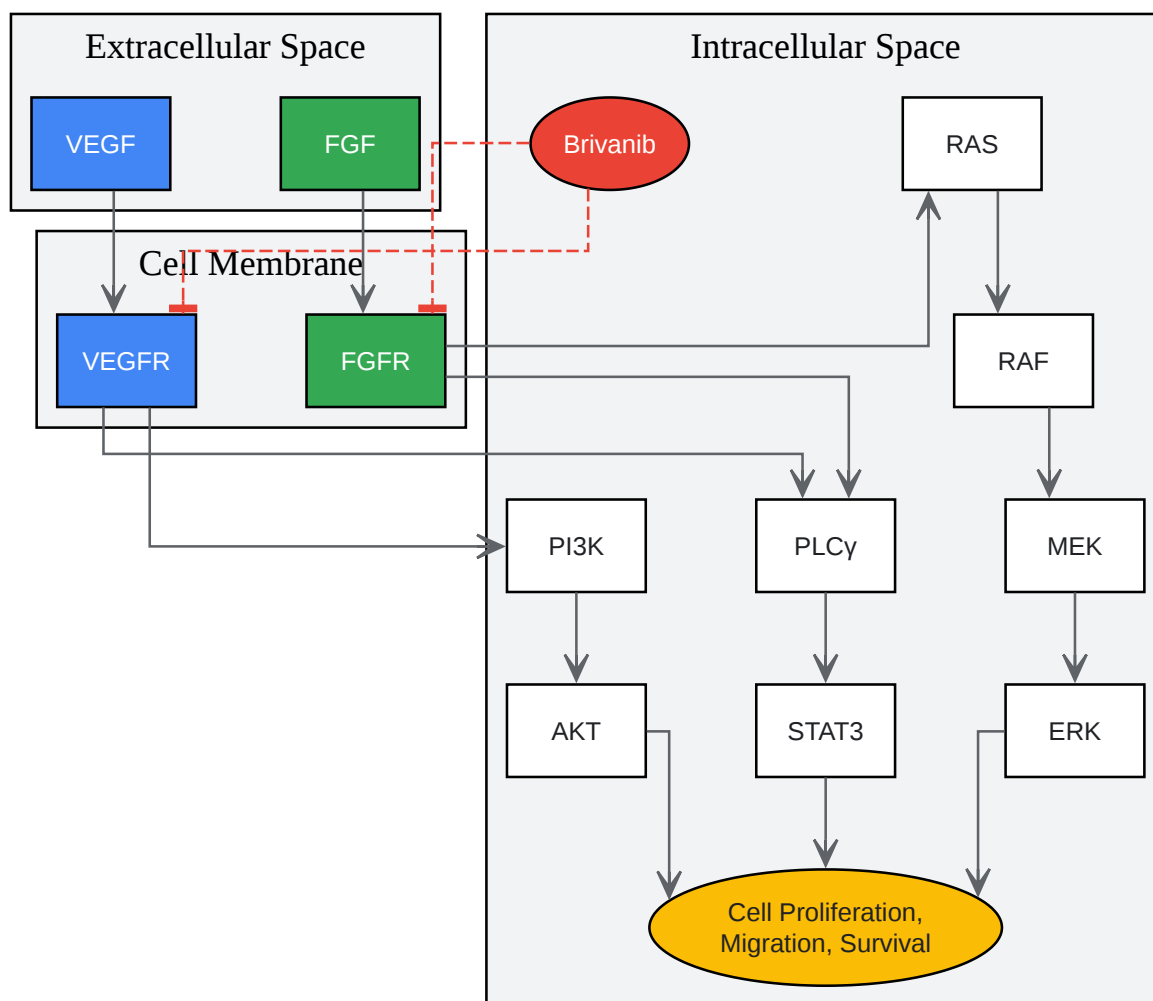 Extracellular Space
Intracellular Space
VEGF
FGF
Brivanib
RAS
Cell Membrane
VEGFR
FGFR
RAF
PI3K
PLCγ
MEK
AKT
STAT3
ERK
Cell Proliferation,
Migration, Survival